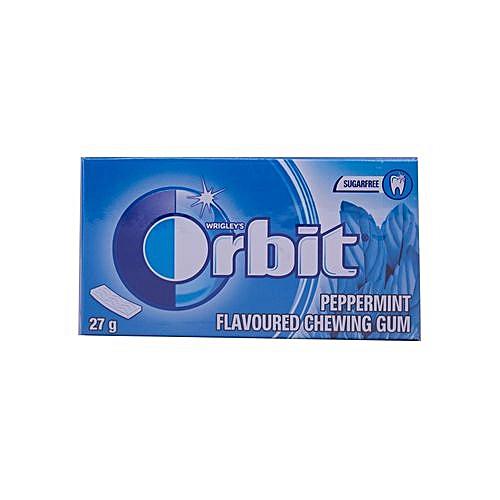 SUGARFREE
WRIGLEY'S
Orbit
PEPPERMINT
FLAVOURED CHEWING GUM
27 g